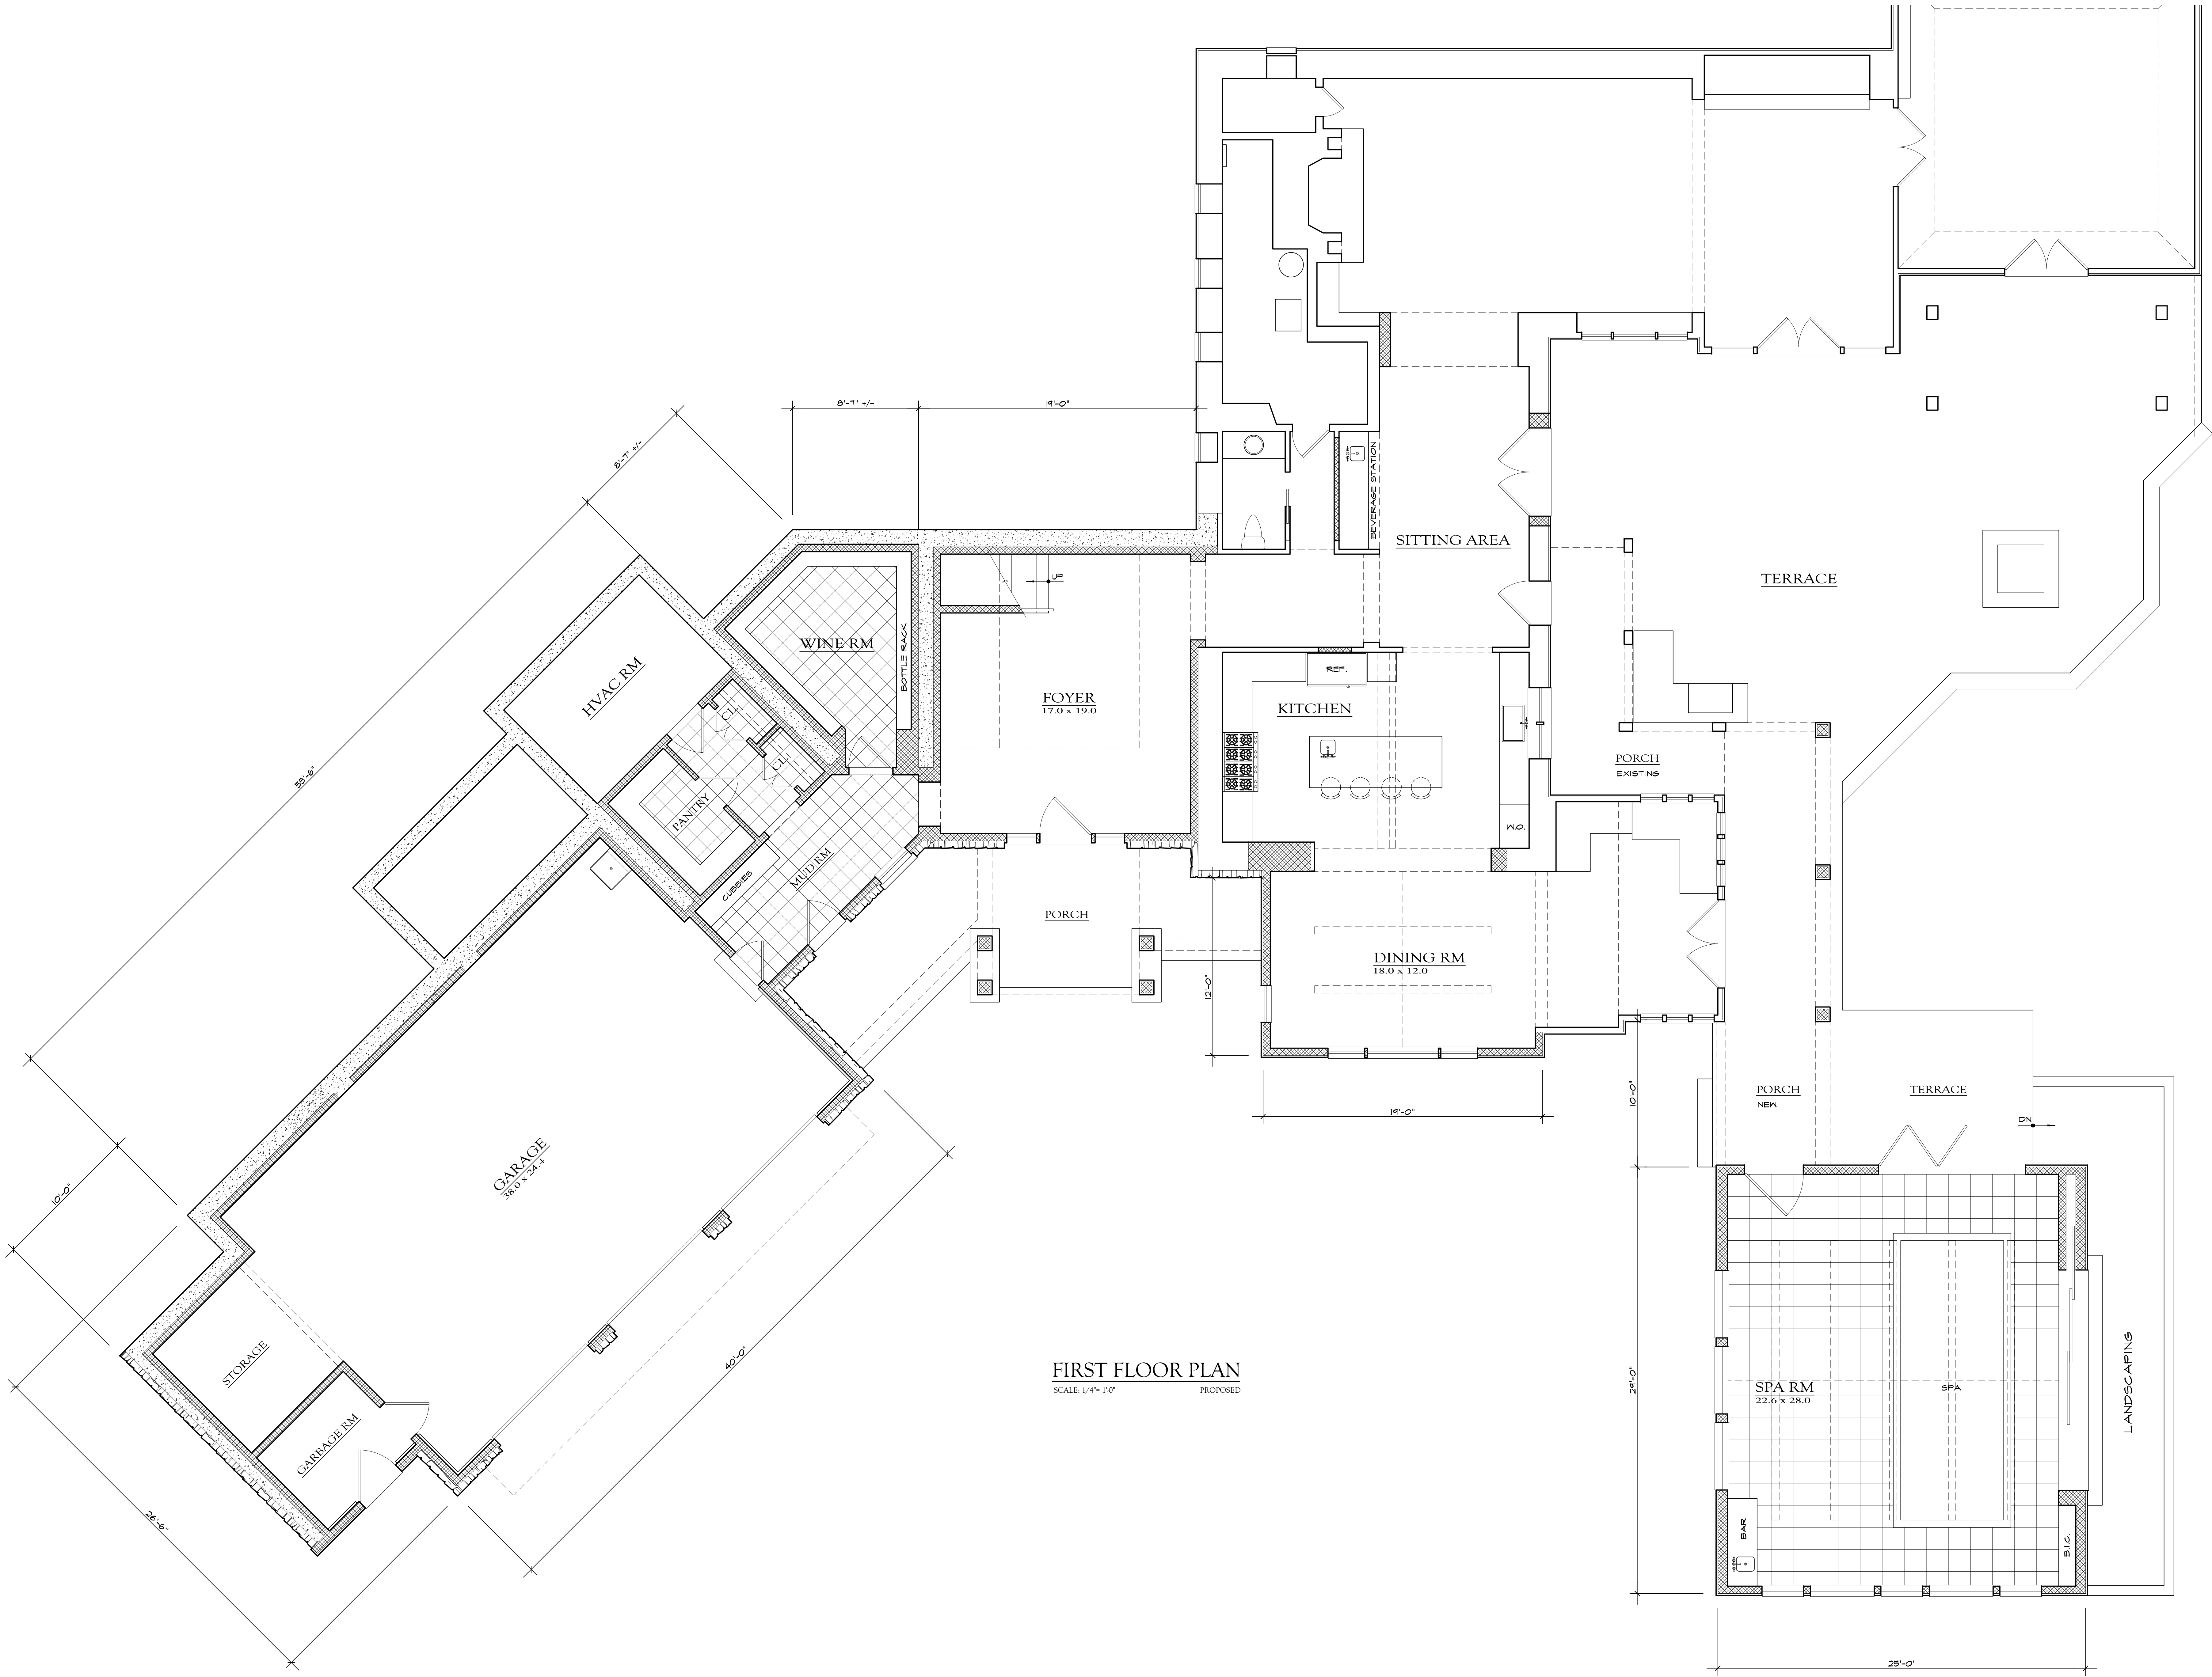 8'-7" +/-
19'-0"
8'-7" +/-
BEVERAGE STATION
SITTING AREA
TERRACE
UP
WINE RM
BOTTLE RACK
HVAC RM
FOYER
17.0 x 19.0
REF.
KITCHEN
CL.
CL.
PANTRY
53'-6"
PORCH
EXISTING
W.O.
MUD RM
CUBBIES
PORCH
DINING RM
18.0 x 12.0
12'-0"
10'-0"
PORCH
NEW
TERRACE
19'-0"
DN
GARAGE
38.0 x 24.4
10'-0"
STORAGE
40'-0"
FIRST FLOOR PLAN
SCALE: 1/4"= 1'-0"
PROPOSED
29'-0"
SPA RM
22.6 x 28.0
SPA
LANDSCAPING
GARBAGE RM
26'-6"
BAR
B.I.C.
25'-0"